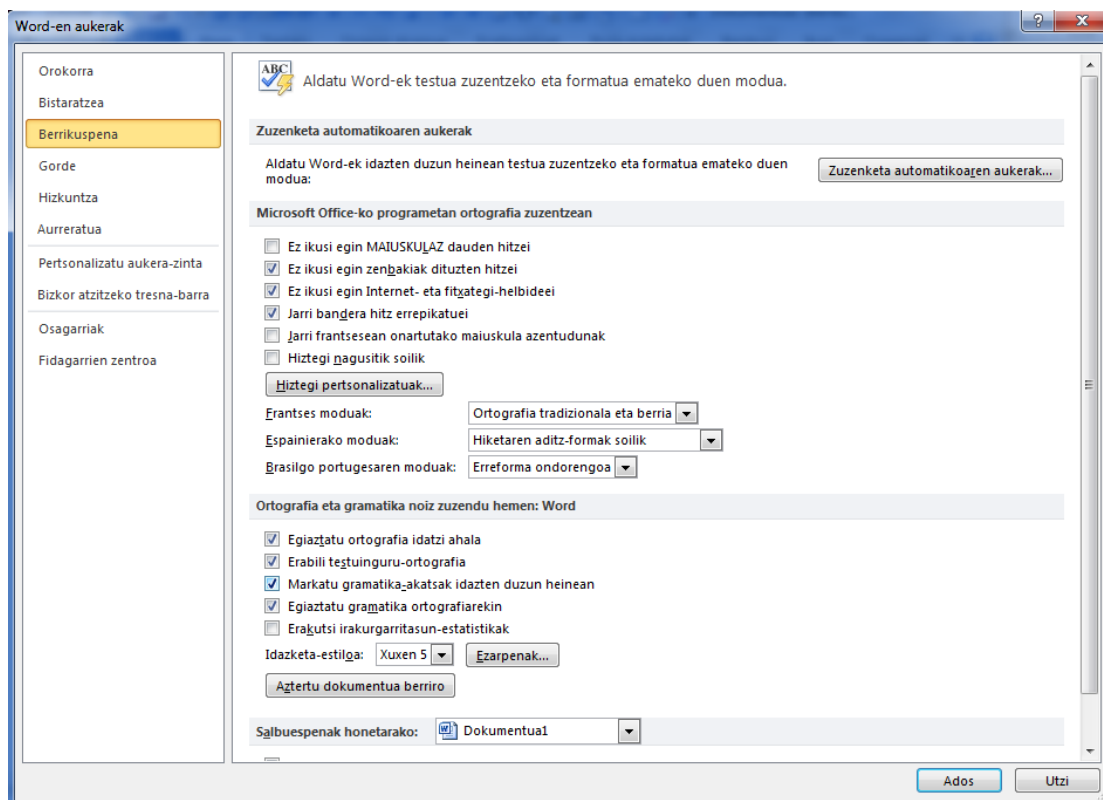 Word-en aukerak
Orokorra
Bistaratzea
Berrikuspena
Gorde
Hizkuntza
Aurreratua
Pertsonalizatu aukera-zinta
Bizkor atzitzeko tresna-barra
Osagarriak
Fidagarrien zentroa
ABC
Aldatu Word-ek testua zuzentzeko eta formatua emateko duen modua.
Zuzenketa automatikoaren aukerak
Aldatu Word-ek idazten duzun heinean testua zuzentzeko eta formatua emateko duen
modua:
Zuzenketa automatikoaren aukerak...
Microsoft Office-ko programetan ortografia zuzentzean
Ez ikusi egin MAIUSKULAZ dauden hitzei
Ez ikusi egin zenbakiak dituzten hitzei
Ez ikusi egin Internet- eta fitxategi-helbideei
Jarri bandera hitz errepikatuei
Jarri frantsesean onartutako maiuskula azentudunak
Hiztegi nagusitik soilik
Hiztegi pertsonalizatuak...
Frantses moduak: Ortografia tradizionala eta berria
Espainierako moduak: Hiketaren aditz-formak soilik
Brasilgo portugesaren moduak: Erreforma ondorengoa
Ortografia eta gramatika noiz zuzendu hemen: Word
Egiaztatu ortografia idatzi ahala
Erabili testuinguru-ortografia
Markatu gramatika-akatsak idazten duzun heinean
Egiaztatu gramatika ortografiarekin
Erakutsi irakurgarritasun-estatistikak
Idazketa-estiloa: Xuxen 5 Ezarpenak...
Aztertu dokumentua berriro
Salbuespenak honetarako: Dokumentua1
Ados Utzi